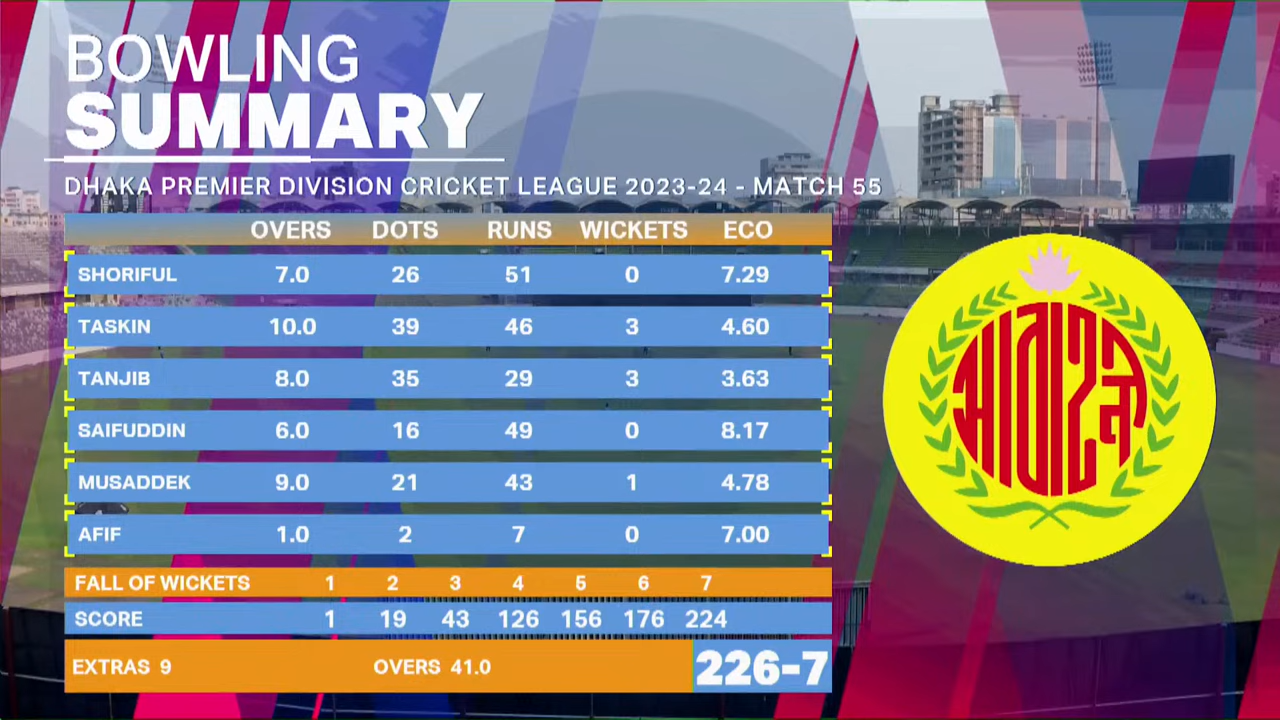 BOWLING
SUMMARY
DHAKA PREMIER DIVISION CRICKET LEAGUE 2023-24 - MATCH 55
OVERS DOTS RUNS WICKETS ECO
SHORIFUL 7.0 26 51 0 7.29
TASKIN 10.0 39 46 3 4.60
TANJIB 8.0 35 29 3 3.63
SAIFUDDIN 6.0 16 49 0 8.17
MUSADDEK 9.0 21 43 1 4.78
AFIF 1.0 2 7 0 7.00
FALL OF WICKETS 1 2 3 4 5 6 7
SCORE 1 19 43 126 156 176 224
EXTRAS 9 OVERS 41.0 226-7
আবাহনী